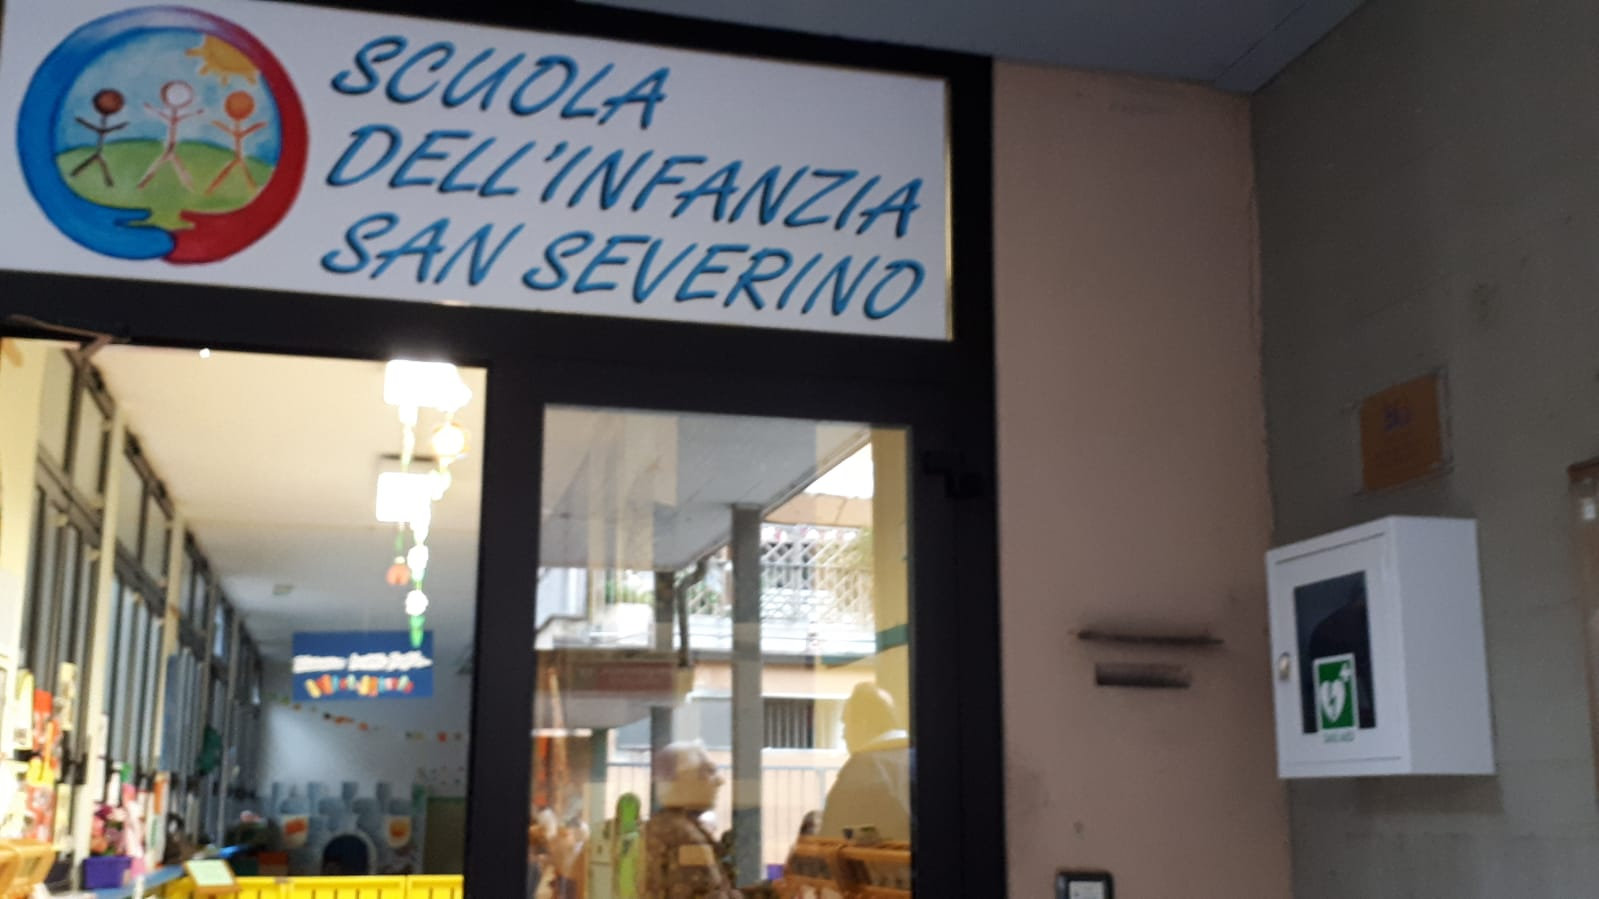 SCUOLA
DELL'INFANZIA
SAN SEVERINO